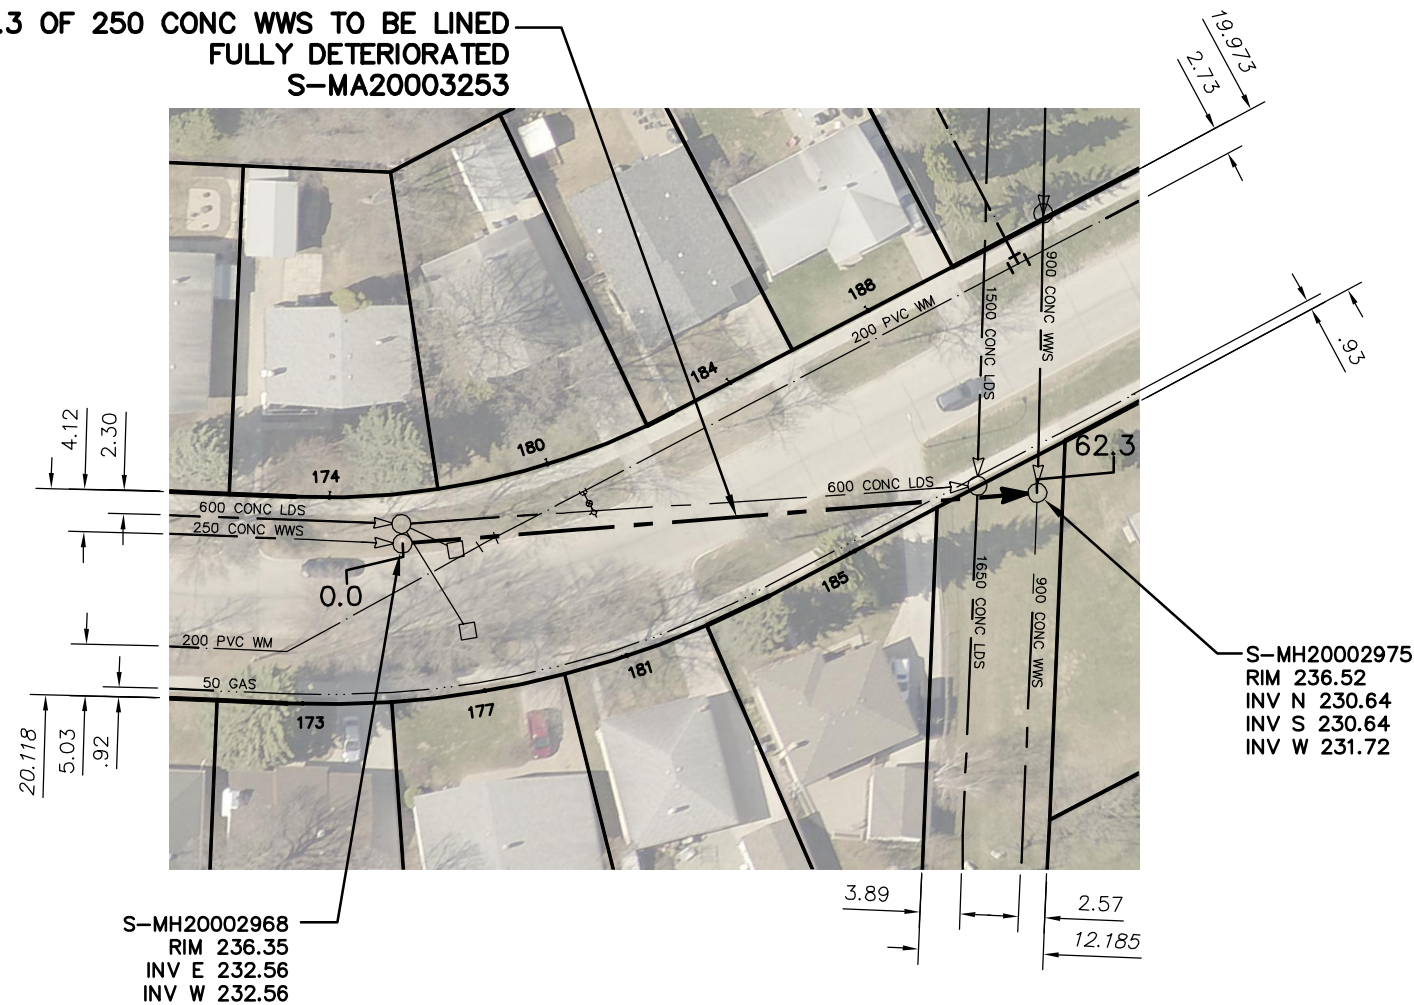 .3 OF 250 CONC WWS TO BE LINED
FULLY DETERIORATED
S-MA20003253
19.973
2.73
.93
4.12
2.30
174
180
184
188
200 PVC WM
1500 CONC LDS
900 CONC WWS
62.3
600 CONC LDS
250 CONC WWS
600 CONC LDS
0.0
200 PVC WM
50 GAS
173
177
181
185
1650 CONC LDS
900 CONC WWS
20.118
5.03
.92
S-MH20002975
RIM 236.52
INV N 230.64
INV S 230.64
INV W 231.72
3.89
2.57
12.185
S-MH20002968
RIM 236.35
INV E 232.56
INV W 232.56